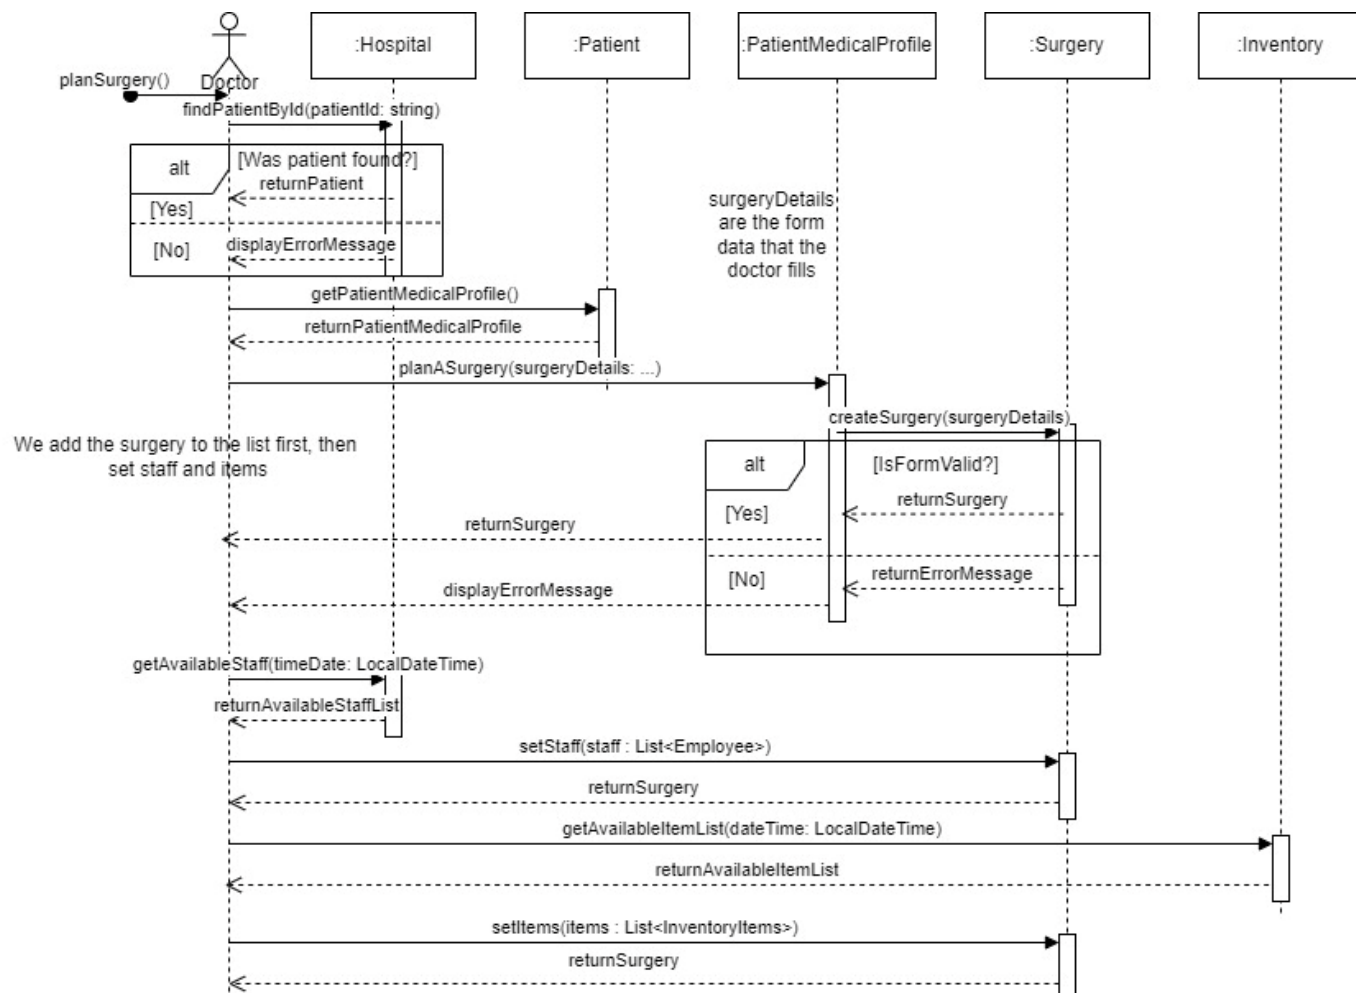 :Hospital
:Patient
:PatientMedicalProfile
:Surgery
:Inventory
planSurgery()
Doctor
findPatientById(patientId: string)
alt
[Was patient found?]
returnPatient
[Yes]
displayErrorMessage
[No]
surgeryDetails
are the form
data that the
doctor fills
getPatientMedicalProfile()
returnPatientMedicalProfile
planASurgery(surgeryDetails: ...)
createSurgery(surgeryDetails)
We add the surgery to the list first, then
set staff and items
alt
[IsFormValid?]
returnSurgery
[Yes]
returnSurgery
returnErrorMessage
[No]
displayErrorMessage
getAvailableStaff(timeDate: LocalDateTime)
returnAvailableStaffList
setStaff(staff : List<Employee>)
returnSurgery
getAvailableItemList(dateTime: LocalDateTime)
returnAvailableItemList
setItems(items : List<InventoryItems>)
returnSurgery